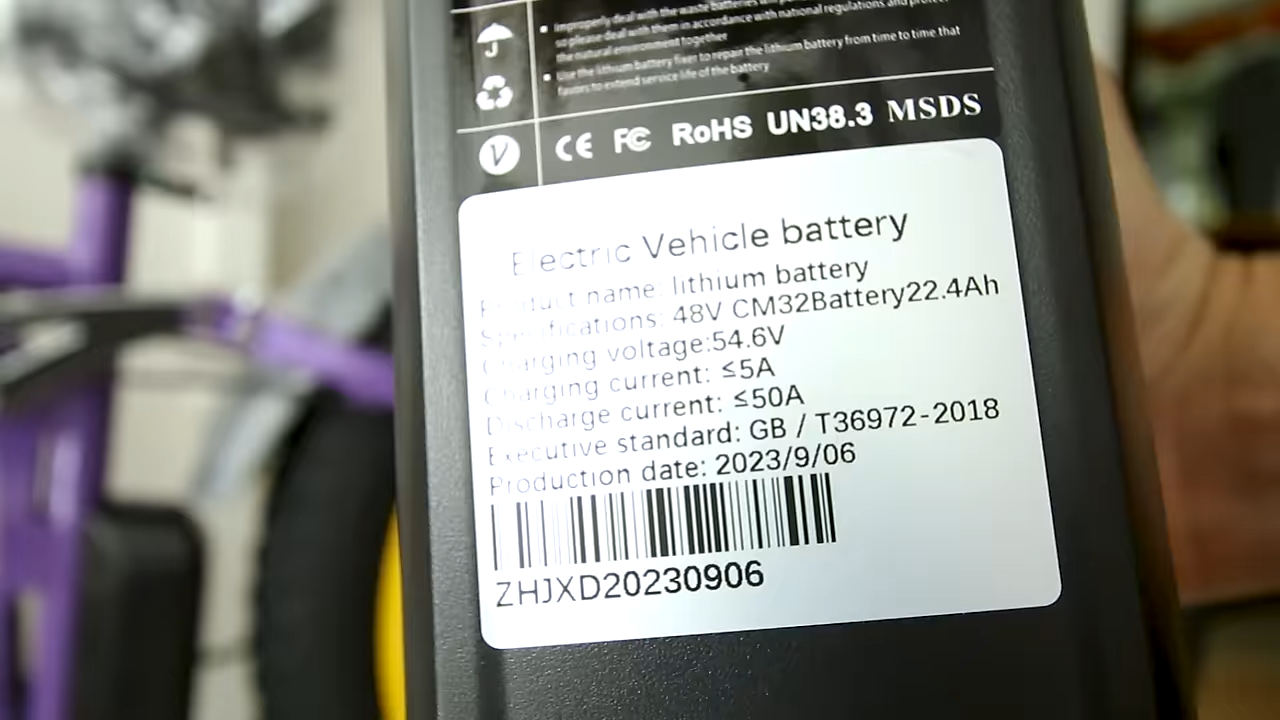 Improperly deal with the waste batteries will
so please deal with them in accordance with national regulations and protect
the natural environment together
Use the lithium battery fixer to repair the lithium battery from time to time that
favors to extend service life of the battery
CE FC RoHS UN38.3 MSDS
Electric Vehicle battery
Product name: lithium battery
Specifications: 48V CM32Battery22.4Ah
Charging voltage:54.6V
Charging current: ≤5A
Discharge current: ≤50A
Executive standard: GB / T36972-2018
Production date: 2023/9/06
ZHJXD20230906